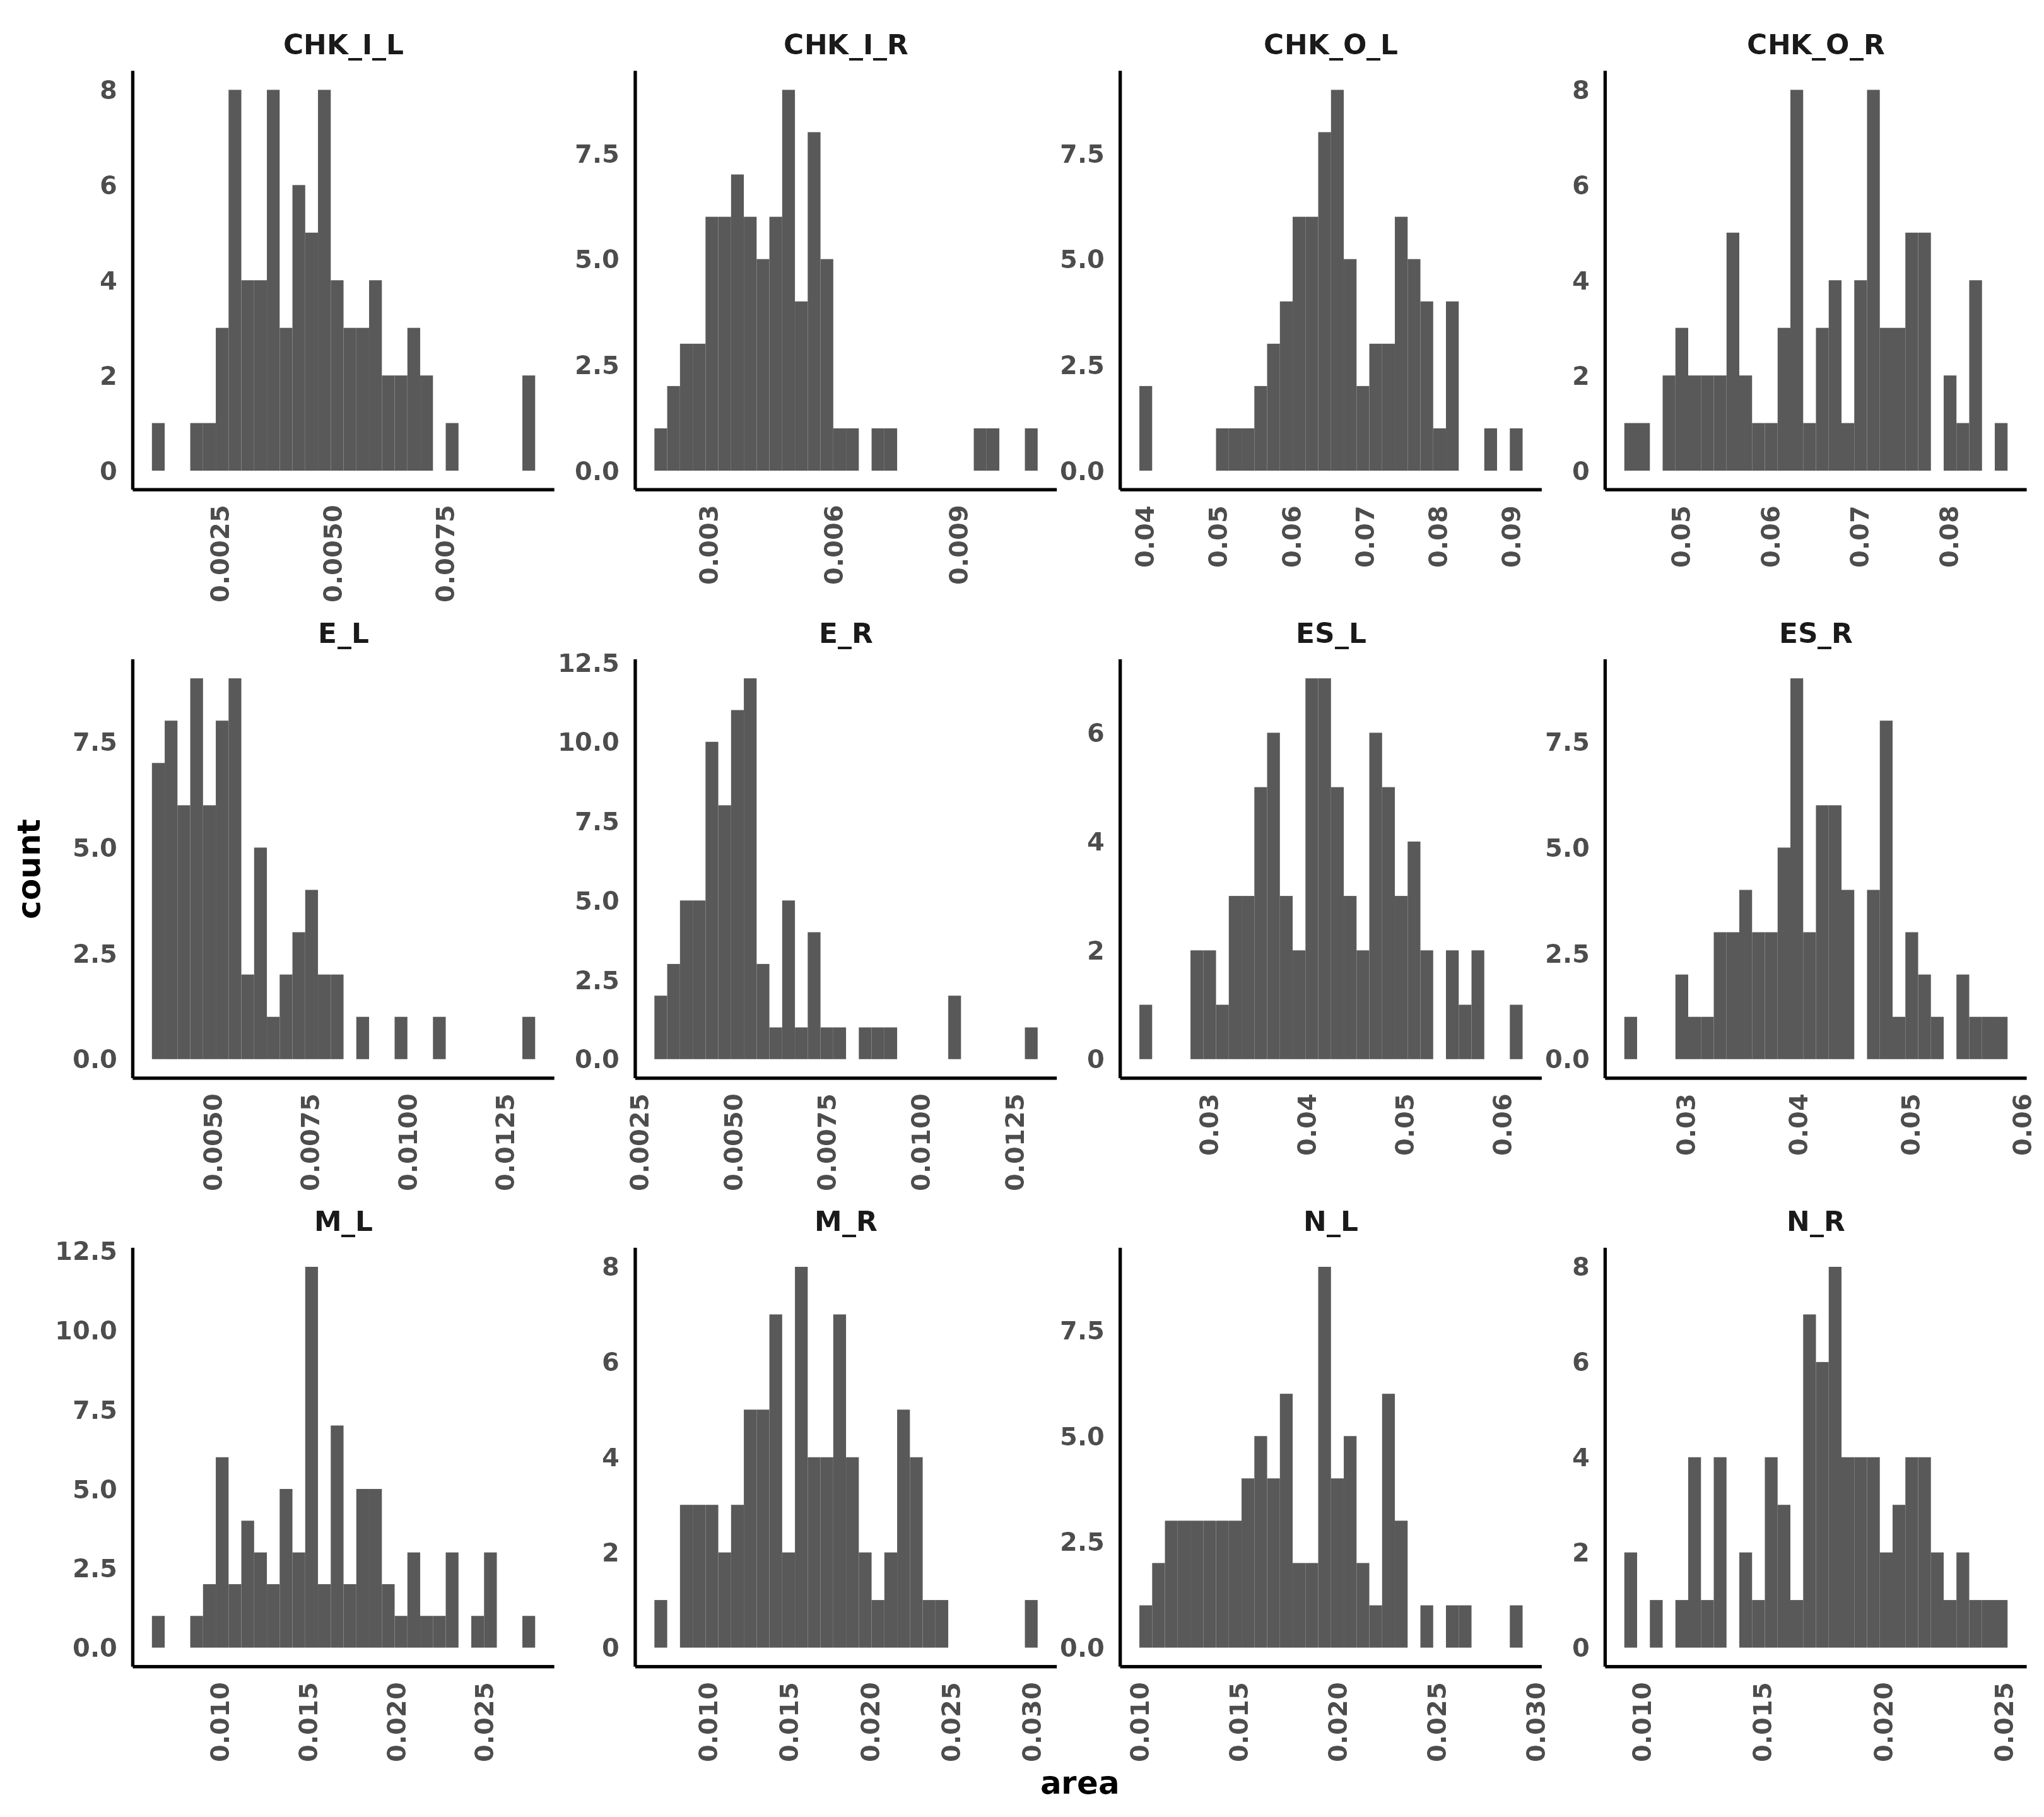 CHK_I_L CHK_I_R CHK_O_L CHK_O_R
8 6 4 2 0
7.5 5.0 2.5 0.0
7.5 5.0 2.5 0.0
8 6 4 2 0
0.0025 0.0050 0.0075
0.003 0.006 0.009
0.04 0.05 0.06 0.07 0.08 0.09
0.05 0.06 0.07 0.08
E_L E_R ES_L ES_R
7.5 5.0 2.5 0.0
12.5 10.0 7.5 5.0 2.5 0.0
6 4 2 0
7.5 5.0 2.5 0.0
0.0050 0.0075 0.0100 0.0125
0.0025 0.0050 0.0075 0.0100 0.0125
0.03 0.04 0.05 0.06
0.03 0.04 0.05 0.06
count
M_L M_R N_L N_R
12.5 10.0 7.5 5.0 2.5 0.0
8 6 4 2 0
7.5 5.0 2.5 0.0
8 6 4 2 0
0.010 0.015 0.020 0.025
0.010 0.015 0.020 0.025 0.030
0.010 0.015 0.020 0.025 0.030
0.010 0.015 0.020 0.025
area